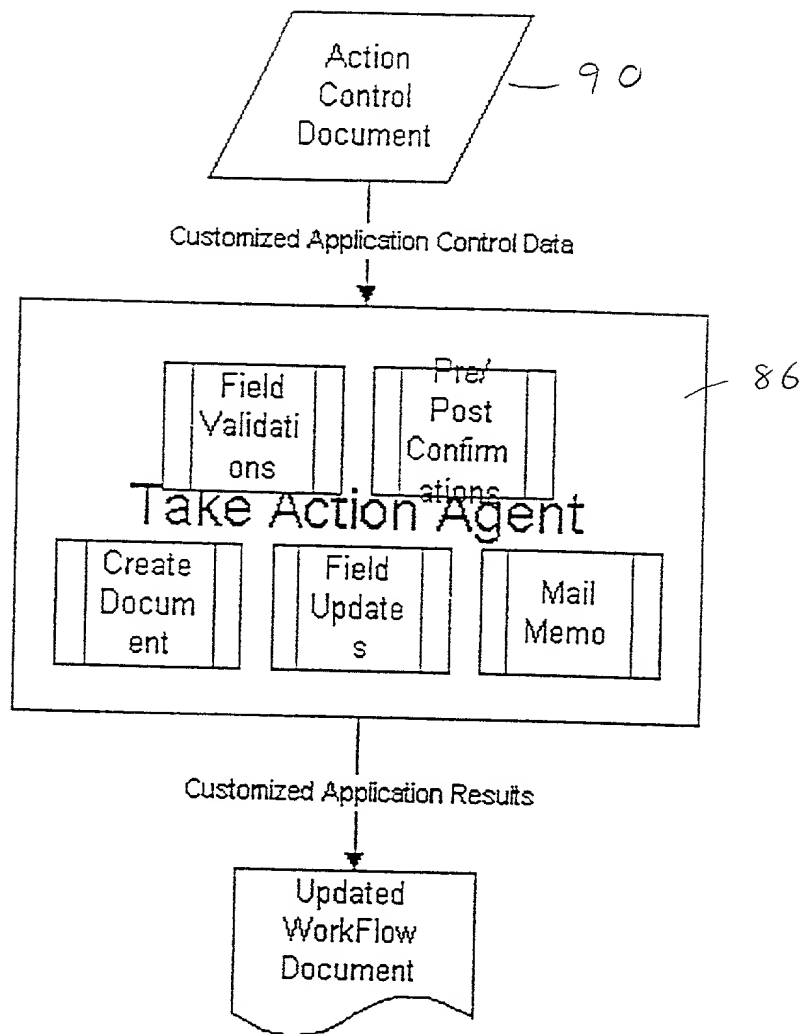 Action
Control
Document
90
Customized Application Control Data
86
Field
Validati
ons
Pre/
Post
Confirm
ations
Take Action Agent
Create
Docum
ent
Field
Update
s
Mail
Memo
Customized Application Results
Updated
WorkFlow
Document